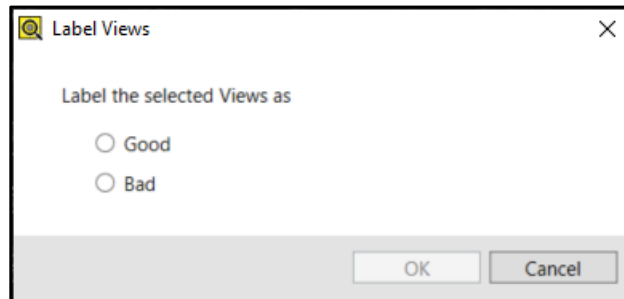 Label Views
Label the selected Views as
Good
Bad
OK
Cancel